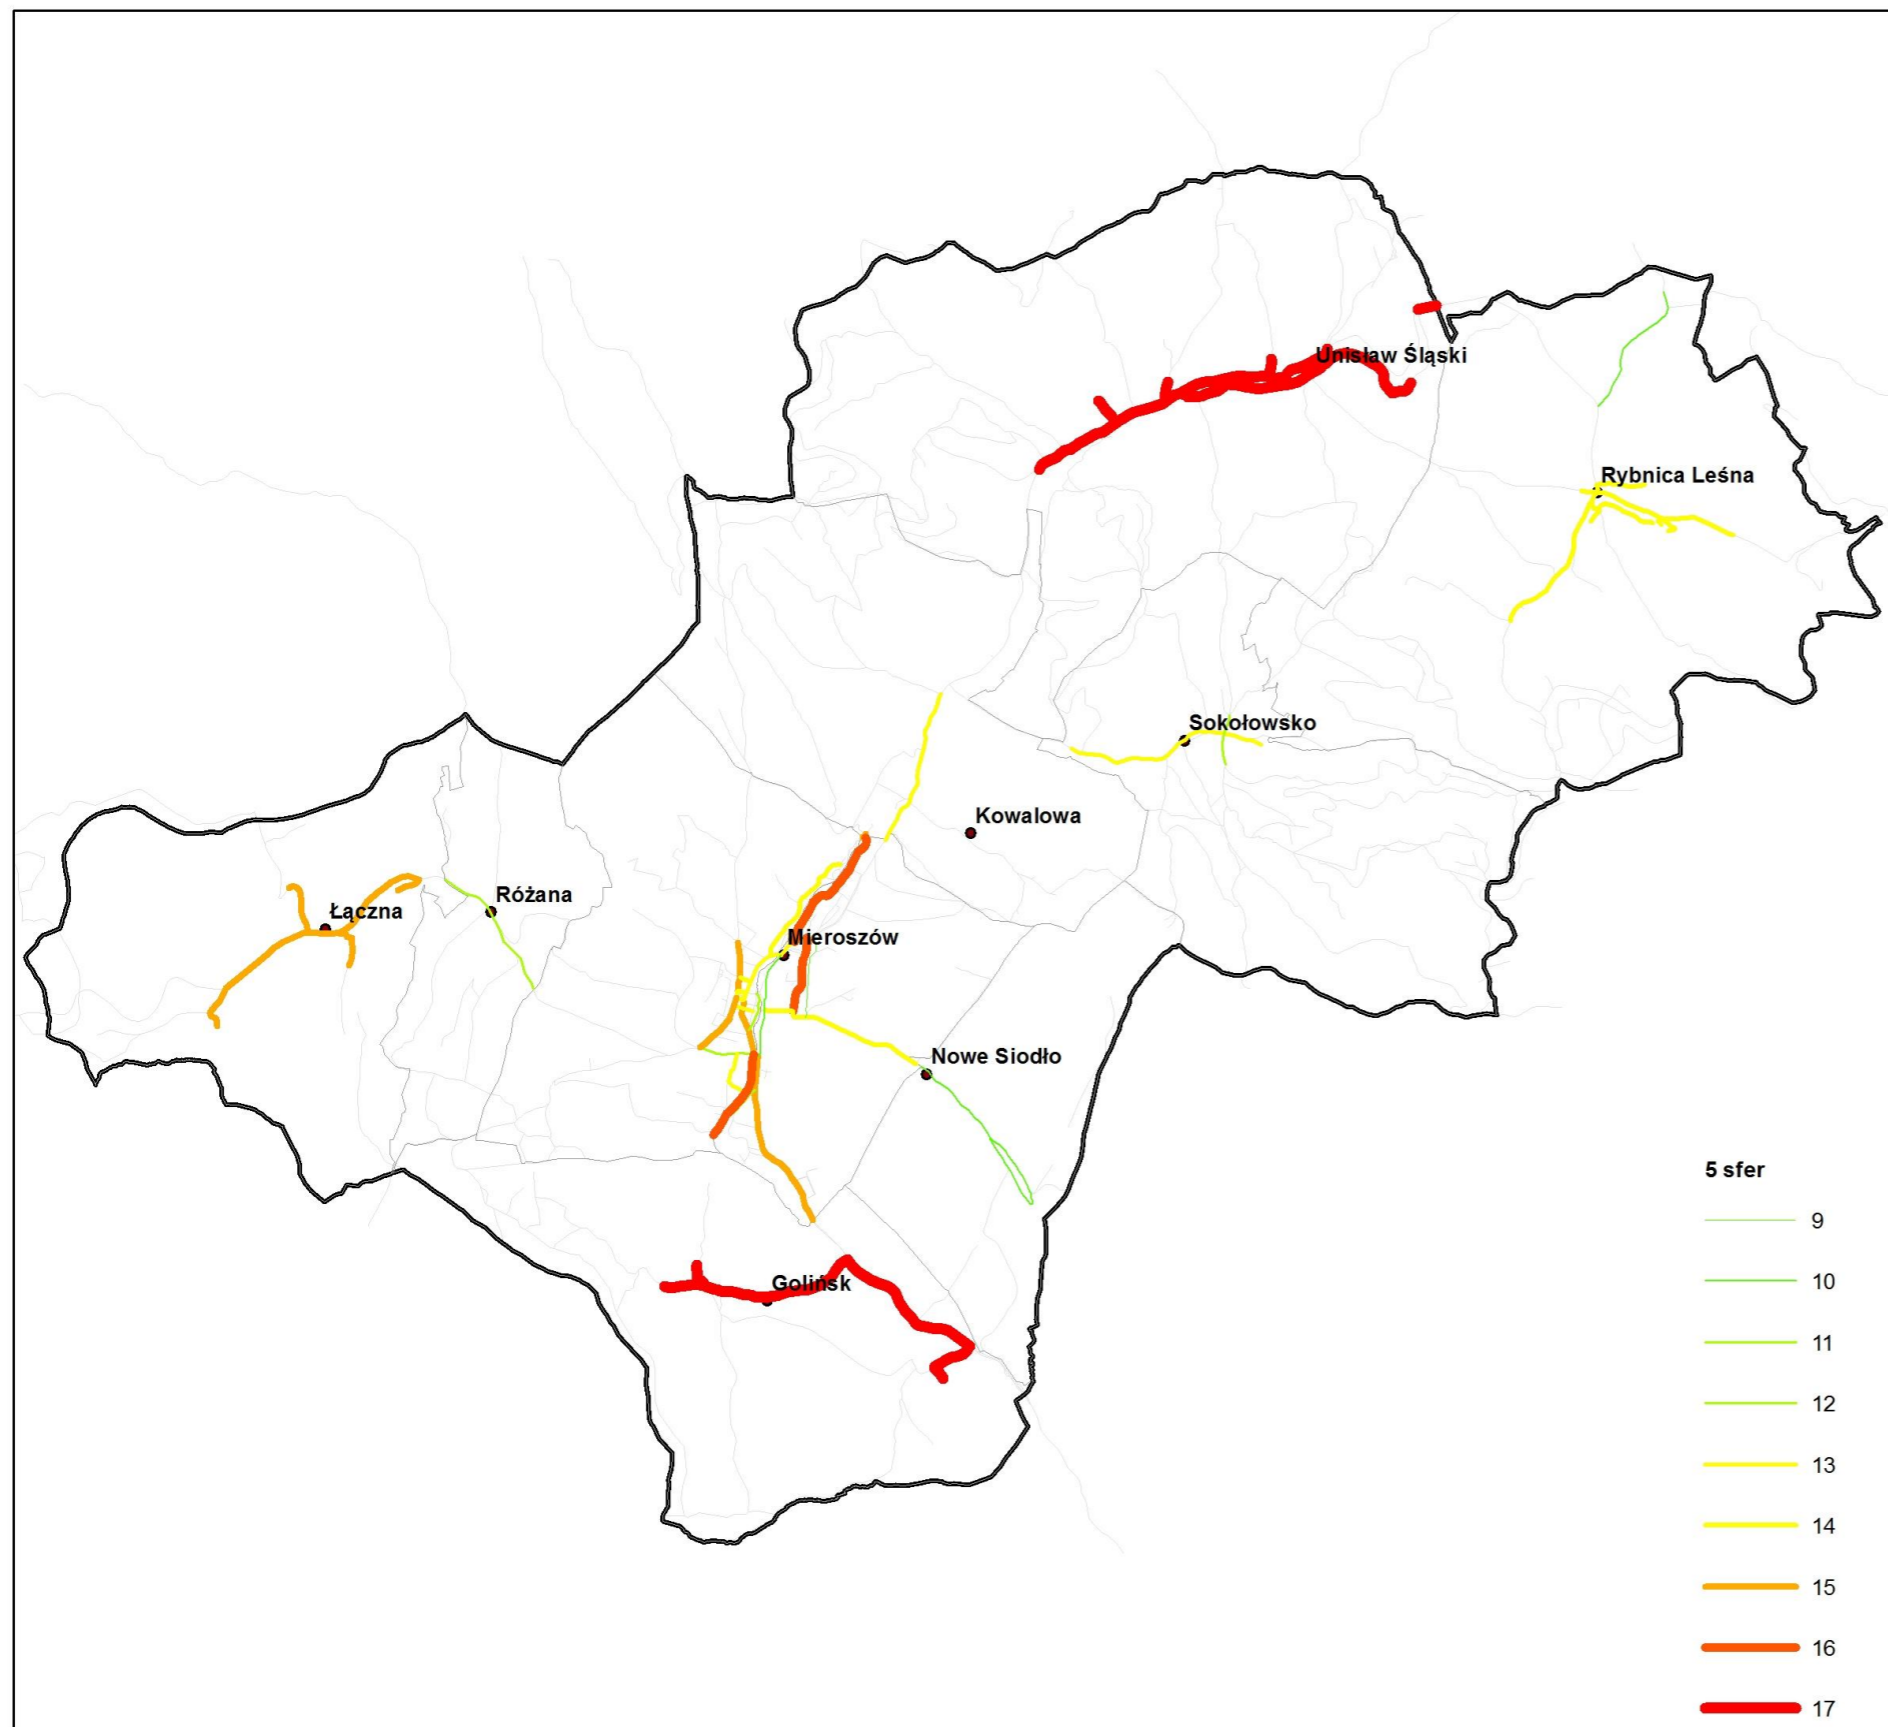 Unisław Śląski
Rybnica Leśna
Sokołowsko
Kowalowa
Różana
Łączna
Mieroszów
Nowe Siodło
Golińsk
5 sfer
9
10
11
12
13
14
15
16
17